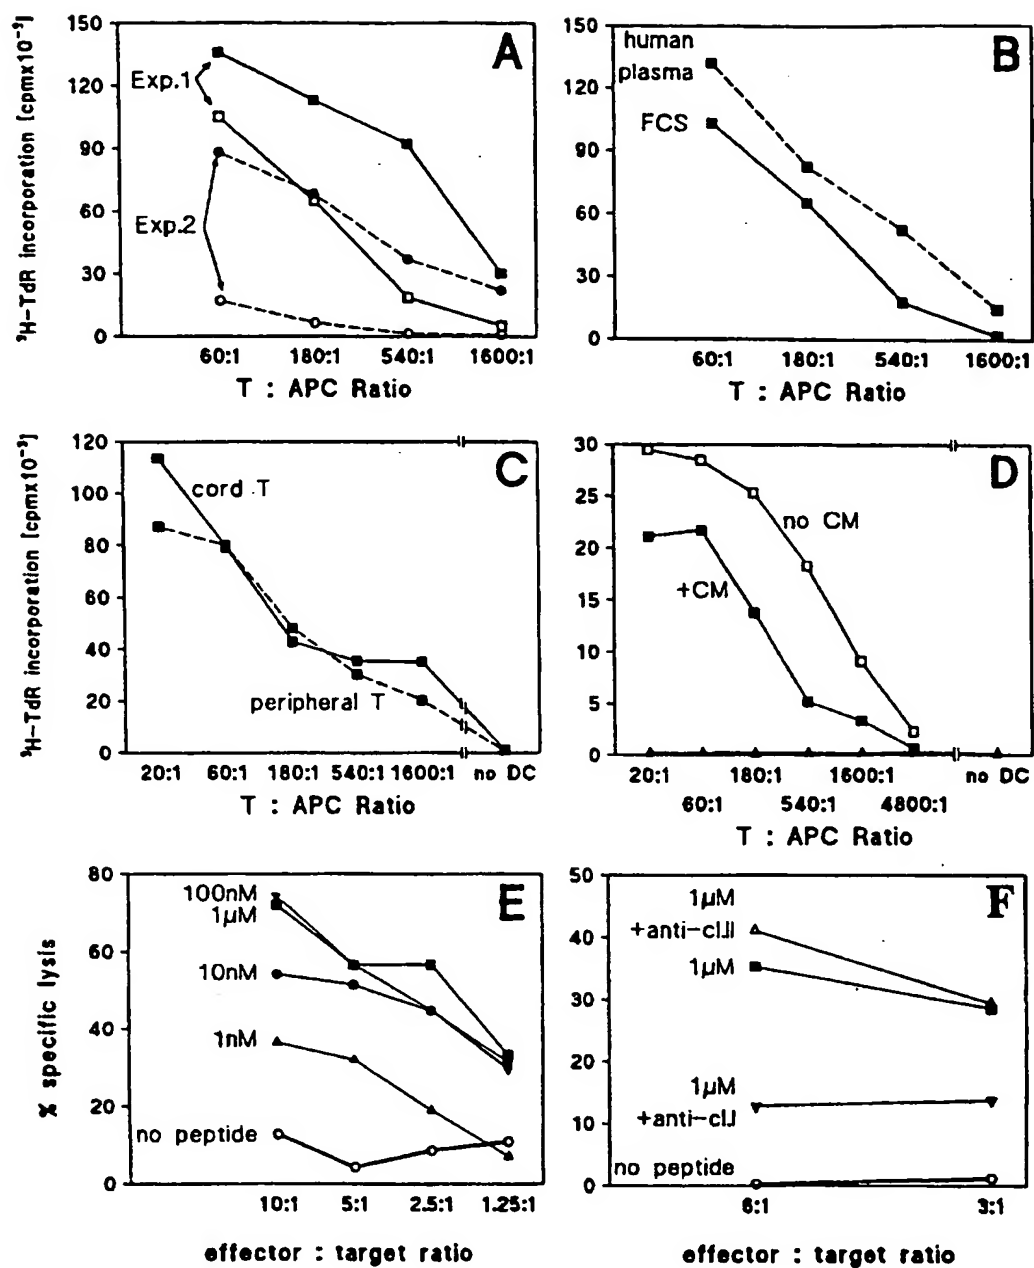 A
³H-TdR incorporation [cpmx10⁻³]
150
120
90
60
30
0
Exp.1
Exp.2
60:1 180:1 540:1 1600:1
T : APC Ratio
B
150
120
90
60
30
0
human
plasma
FCS
60:1 180:1 540:1 1600:1
T : APC Ratio
C
³H-TdR incorporation [cpmx10⁻³]
120
100
80
60
40
20
0
cord T
peripheral T
20:1 60:1 180:1 540:1 1600:1 no DC
T : APC Ratio
D
30
25
20
15
10
5
0
no CM
+CM
20:1 180:1 1600:1 no DC
60:1 540:1 4800:1
T : APC Ratio
E
% specific lysis
80
60
40
20
0
100nM
1µM
10nM
1nM
no peptide
10:1 5:1 2.5:1 1.25:1
effector : target ratio
F
50
40
30
20
10
0
1µM
+anti-cl.II
1µM
1µM
+anti-cl.I
no peptide
6:1 3:1
effector : target ratio